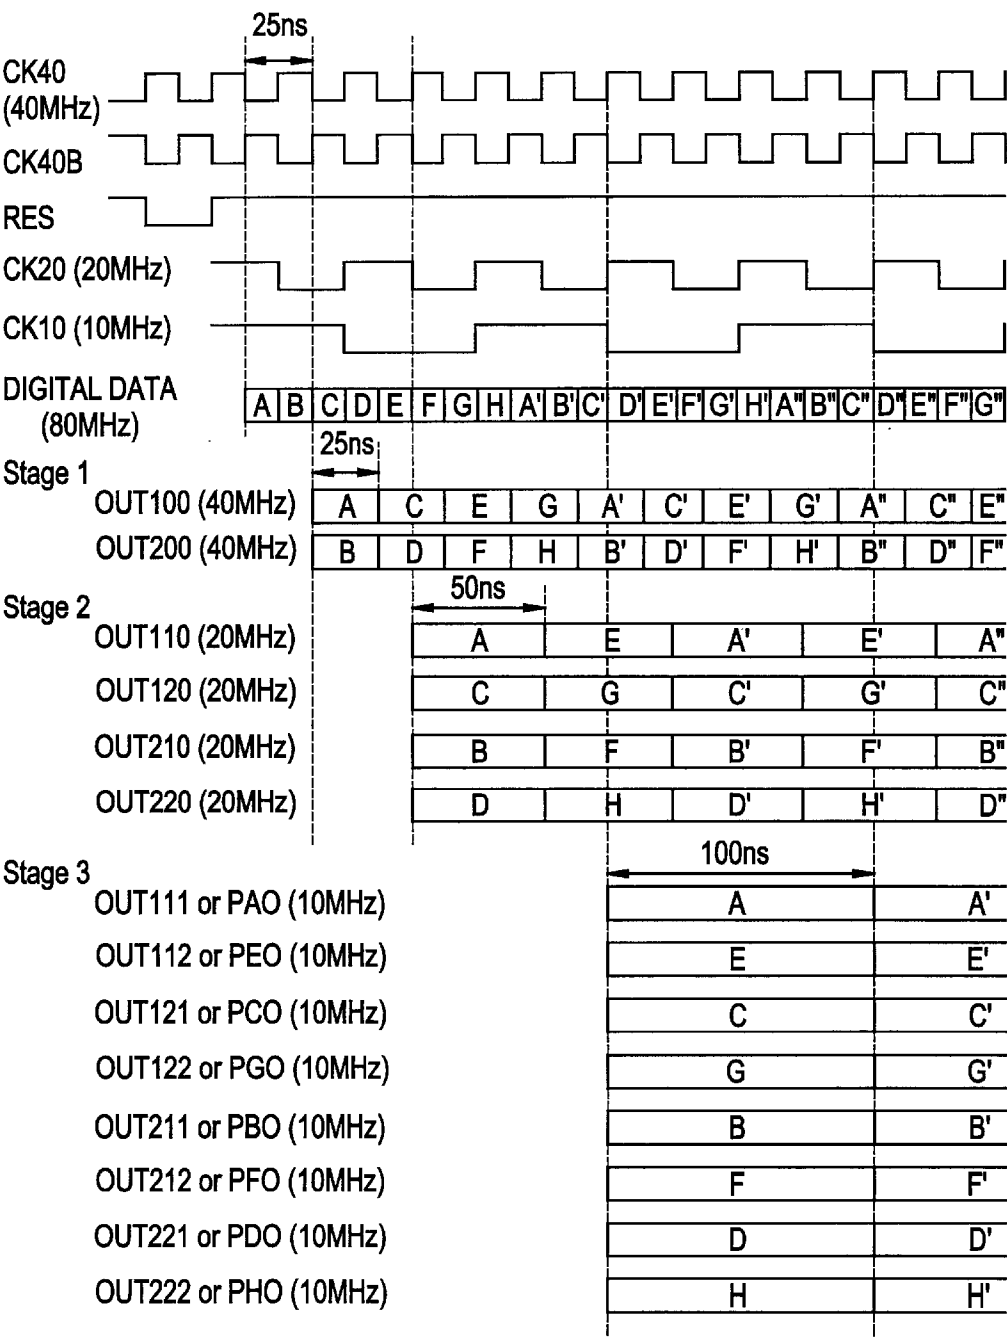 25ns
CK40
(40MHz)
CK40B
RES
CK20 (20MHz)
CK10 (10MHz)
DIGITAL DATA
(80MHz)
A B C D E F G H A' B' C' D' E' F' G' H' A" B" C" D" E" F" G"
25ns
Stage 1
OUT100 (40MHz) A C E G A' C' E' G' A" C" E"
OUT200 (40MHz) B D F H B' D' F' H' B" D" F"
50ns
Stage 2
OUT110 (20MHz) A E A' E' A"
OUT120 (20MHz) C G C' G' C"
OUT210 (20MHz) B F B' F' B"
OUT220 (20MHz) D H D' H' D"
100ns
Stage 3
OUT111 or PAO (10MHz) A A'
OUT112 or PEO (10MHz) E E'
OUT121 or PCO (10MHz) C C'
OUT122 or PGO (10MHz) G G'
OUT211 or PBO (10MHz) B B'
OUT212 or PFO (10MHz) F F'
OUT221 or PDO (10MHz) D D'
OUT222 or PHO (10MHz) H H'